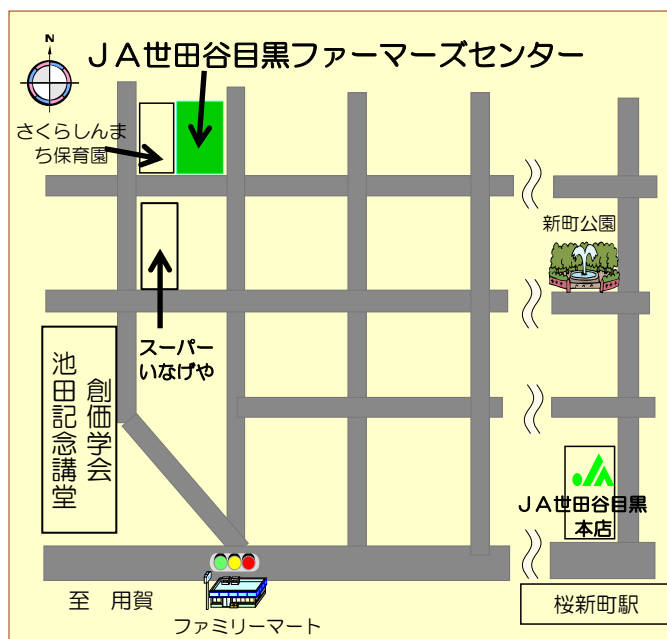 N
ＪＡ世田谷目黒ファーマーズセンター
さくらしんま
ち保育園
新町公園
スーパー
いなげや
創価学会
池田記念講堂
ＪＡ世田谷目黒
本店
至　用賀
桜新町駅
ファミリーマート